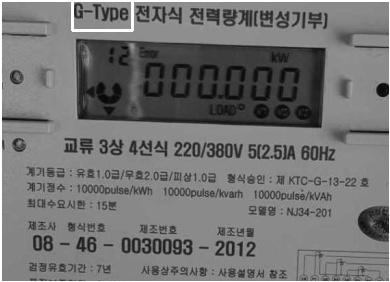 G-Type 전자식 전력량계(변성기부)
12 Error kW
000.000
LOAD
교류 3상 4선식 220/380V 5(2.5)A 60Hz
계기등급 : 유효1.0급/무효2.0급/피상1.0급 형식승인 : 제 KTC-G-13-22 호
계기정수 : 10000pulse/kWh 10000pulse/kvarh 10000pulse/kVAh
최대수요시한 : 15분 모델명 : NJ34-201
제조사 형식번호 제조번호 제조년월
08 - 46 - 0030093 - 2012
검정유효기간 : 7년 사용상주의사항 : 사용설명서 참조